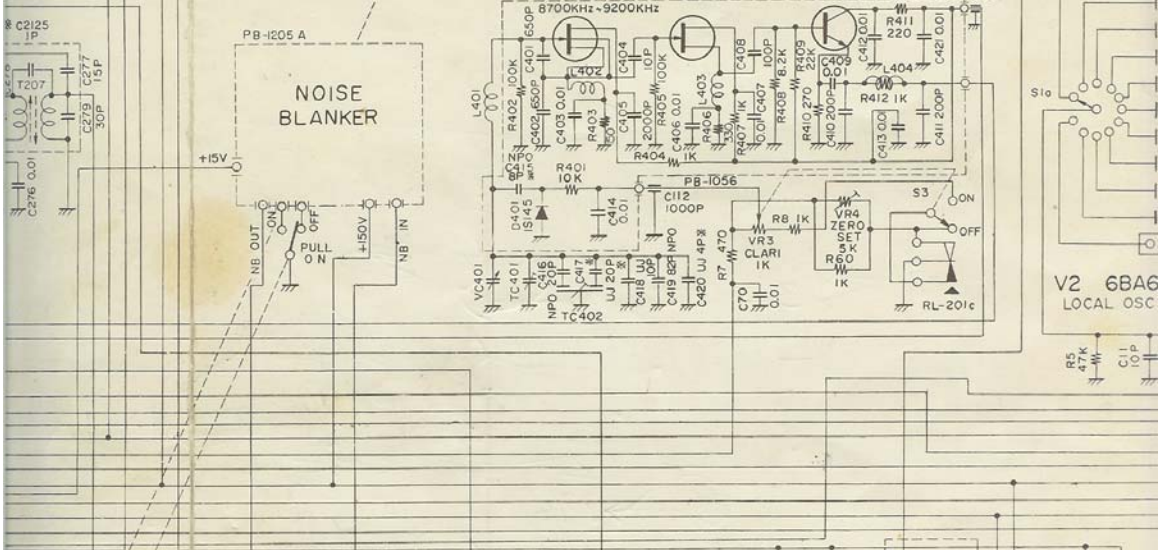 ※ C2125
1P
C277
15P
T207
C279
30P
C276 0.01
PB-1205 A
NOISE
BLANKER
+15V
NB OUT
ON
OFF
PULL
ON
+150V
NB IN
8700KHz~9200KHz
L401
650P
C401
100K
R402
650P
C402
L402
C403 0.01
R403
C404
10P
C405
2000P
100K
R405
C406 0.01
L403
R406
330
C408
100P
1K
R407
C407
0.01
8.2K
R408
R409
22K
C409
0.01
R410 270
C410 200P
C412 0.01
R411
220
C421 0.01
L404
R412 1K
C413 0.01
C411 200P
R404 1K
PB-1056
NPO
8P
R401
10K
D401
1S145
C414
0.01
C112
1000P
VC401
TC401
C416
NPO 20P
C417 ※
UJ 20P
TC402
C418 UJ
10P
C419 82P NPO
C420 UJ 4P※
R7 470
C70
0.01
VR3
CLARI
1K
R8 1K
VR4
ZERO
SET
5K
R60
1K
S3
ON
OFF
RL-201c
S1a
V2 6BA6
LOCAL OSC
R5
47K
C11
10P